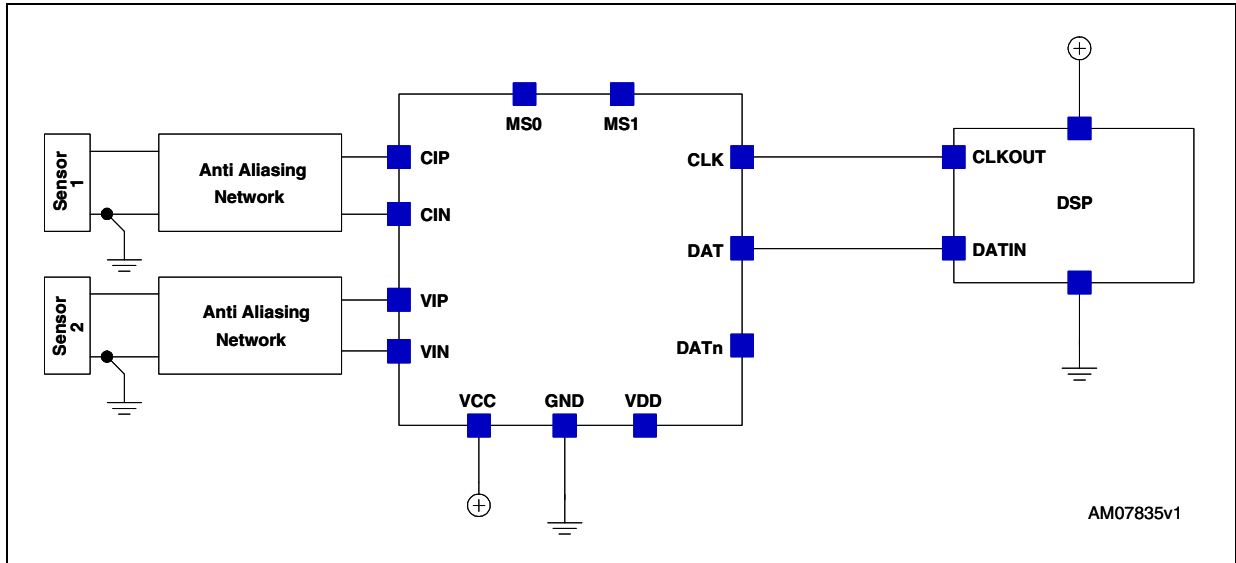 MS0
MS1
Sensor
1
Anti Aliasing
Network
CIP
CIN
CLK
CLKOUT
DSP
DAT
DATIN
Sensor
2
Anti Aliasing
Network
VIP
VIN
DATn
VCC
GND
VDD
AM07835v1